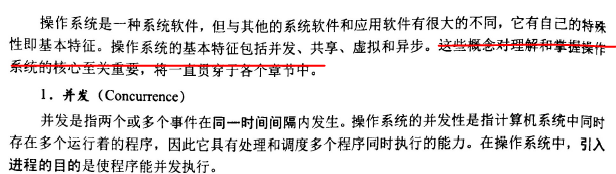 操作系统是一种系统软件，但与其他的系统软件和应用软件有很大的不同，它有自己的特殊
性即基本特征。操作系统的基本特征包括并发、共享、虚拟和异步。这些概念对理解和掌握操作
系统的核心至关重要，将一直贯穿于各个章节中。
1．并发（Concurrence）
并发是指两个或多个事件在同一时间间隔内发生。操作系统的并发性是指计算机系统中同时
存在多个运行着的程序，因此它具有处理和调度多个程序同时执行的能力。在操作系统中，引入
进程的目的是使程序能并发执行。